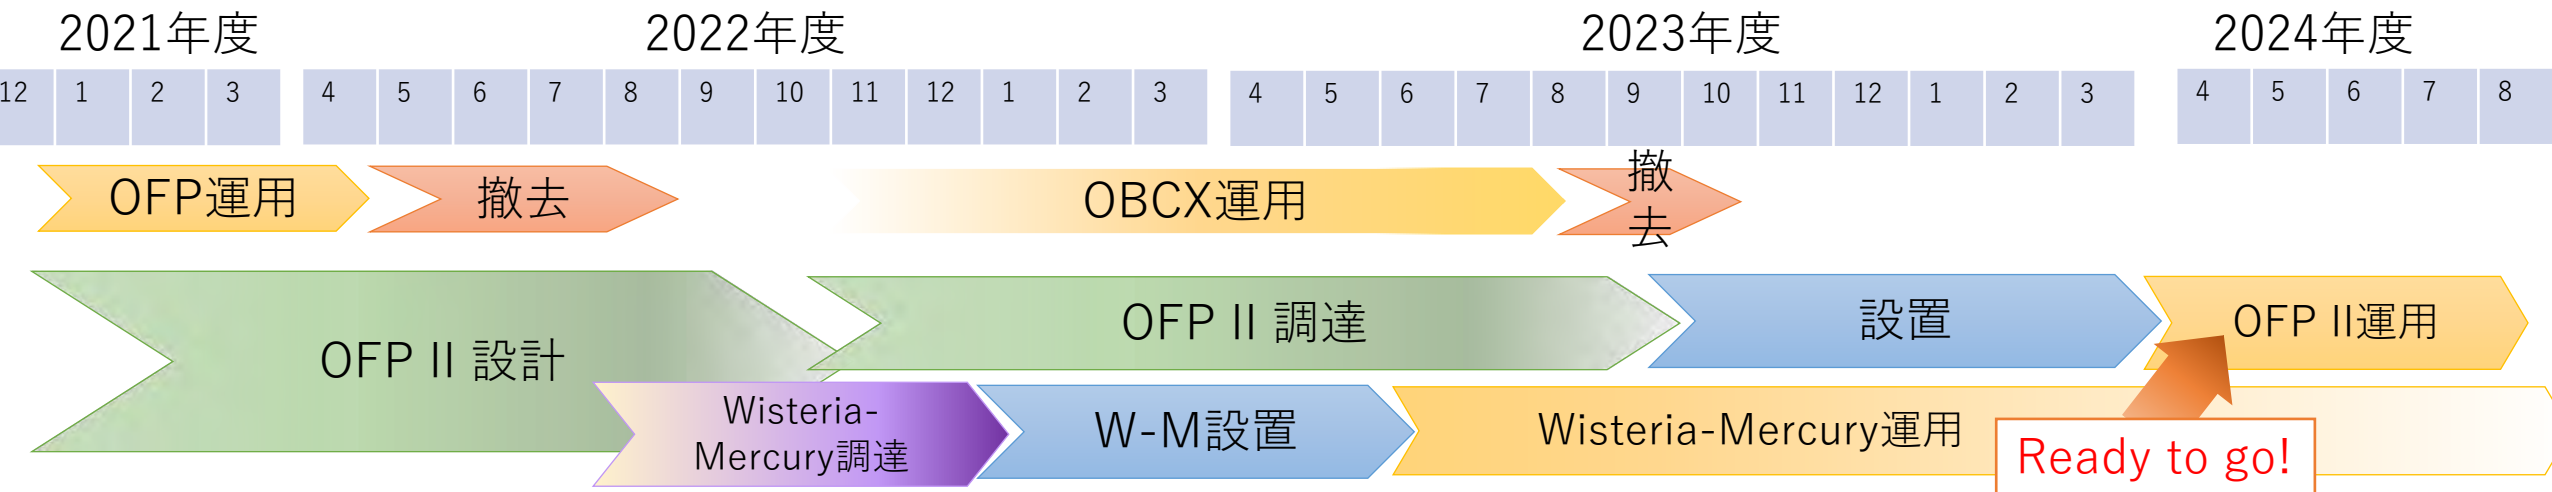 2021年度 2022年度 2023年度 2024年度
12 1 2 3 4 5 6 7 8 9 10 11 12 1 2 3 4 5 6 7 8 9 10 11 12 1 2 3 4 5 6 7 8
OFP運用
撤去
OBCX運用
撤
去
OFP II 設計
OFP II 調達
設置
OFP II運用
Wisteria-
Mercury調達
W-M設置
Wisteria-Mercury運用
Ready to go!